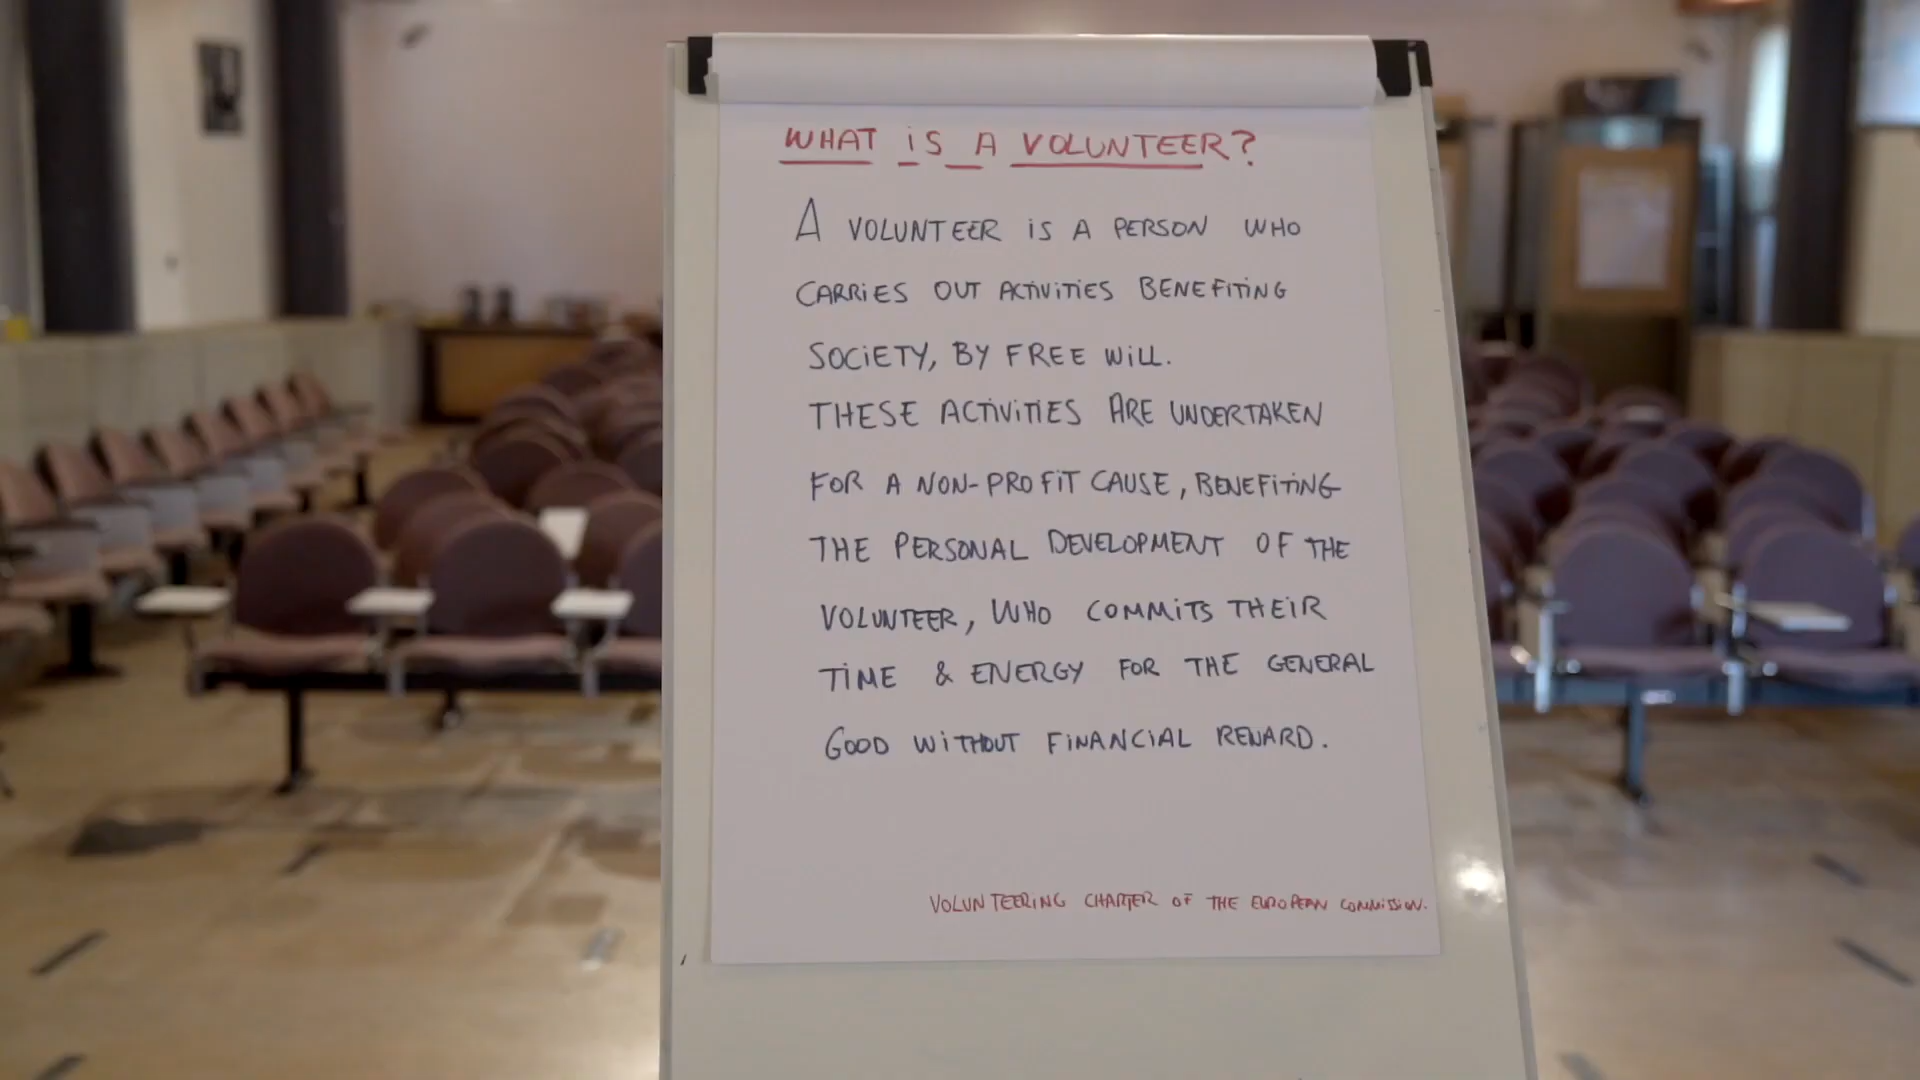 WHAT IS A VOLUNTEER?
A VOLUNTEER IS A PERSON WHO
CARRIES OUT ACTIVITIES BENEFITING
SOCIETY, BY FREE WILL.
THESE ACTIVITIES ARE UNDERTAKEN
FOR A NON-PROFIT CAUSE, BENEFITING
THE PERSONAL DEVELOPMENT OF THE
VOLUNTEER, WHO COMMITS THEIR
TIME & ENERGY FOR THE GENERAL
GOOD WITHOUT FINANCIAL REWARD.
VOLUNTEERING CHARTER OF THE EUROPEAN COMMISSION.